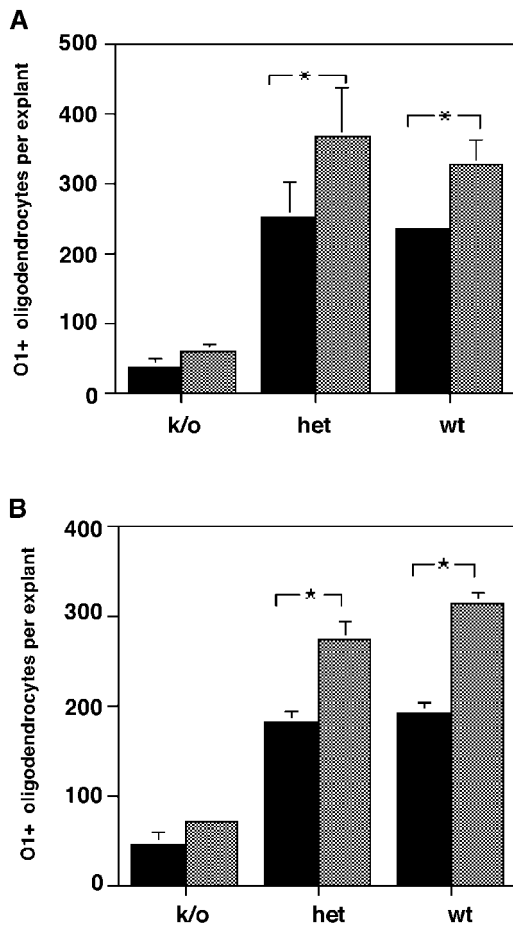 A
O1+ oligodendrocytes per explant
500
400
300
200
100
0
k/o het wt
B
O1+ oligodendrocytes per explant
400
300
200
100
0
k/o het wt